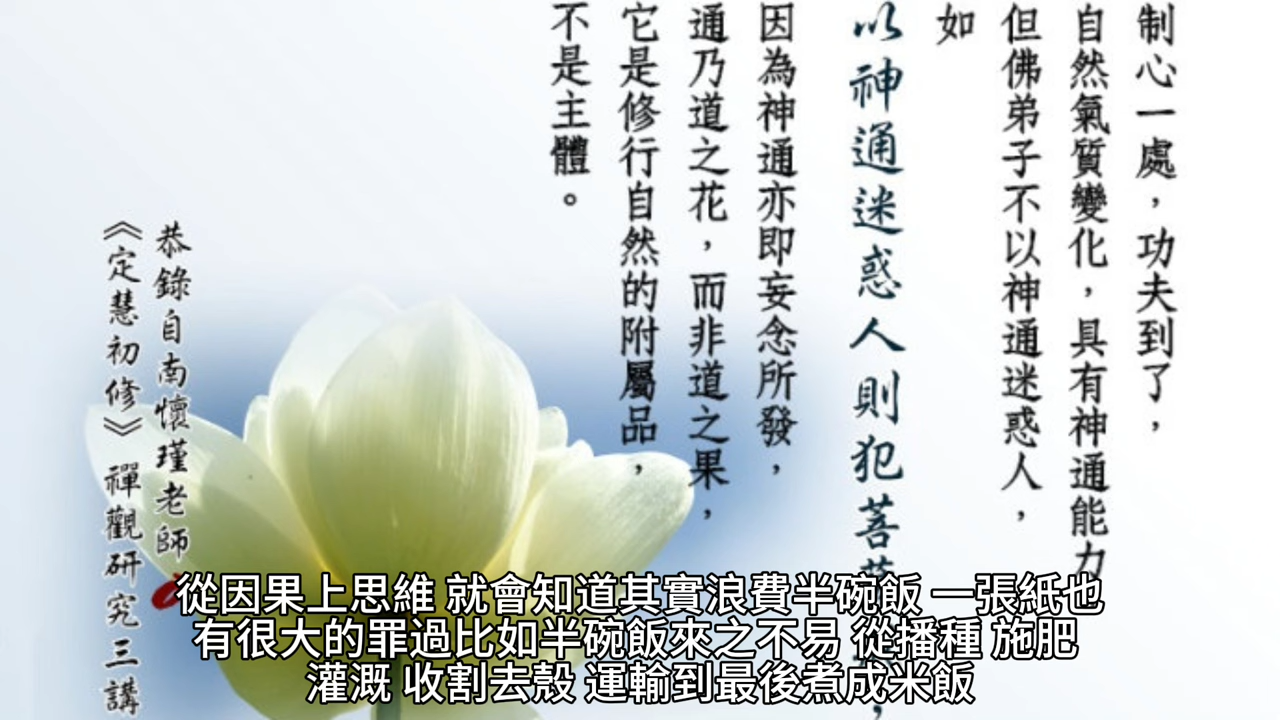 制心一處，功夫到了，
自然氣質變化，具有神通能力
但佛弟子不以神通迷惑人，
如
以神通迷惑人則犯菩
因為神通亦即妄念所發，
通乃道之花，而非道之果，
它是修行自然的附屬品，
不是主體。
恭錄自南懷瑾老師
《定慧初修》禪觀研究三講
從因果上思維 就會知道其實浪費半碗飯 一張紙也
有很大的罪過比如半碗飯來之不易 從播種 施肥
灌溉 收割去殼 運輸到最後煮成米飯